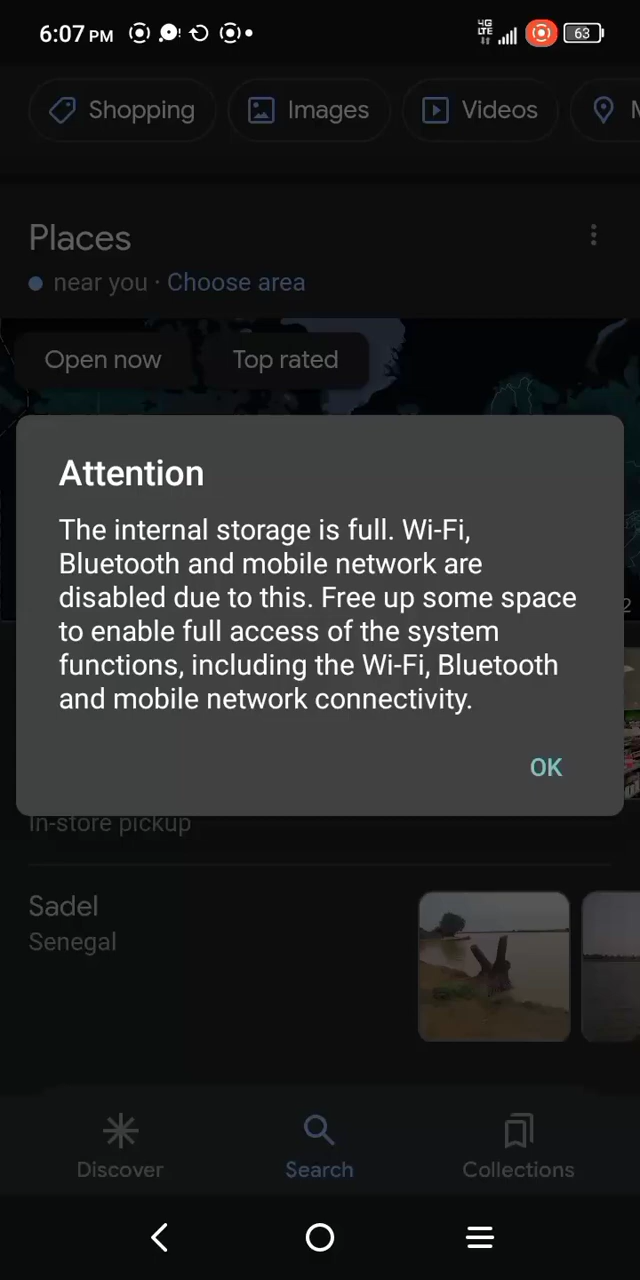 6:07 PM
4G
LTE
63
Shopping
Images
Videos
Places
near you · Choose area
Open now
Top rated
Attention
The internal storage is full. Wi-Fi,
Bluetooth and mobile network are
disabled due to this. Free up some space
to enable full access of the system
functions, including the Wi-Fi, Bluetooth
and mobile network connectivity.
OK
In-store pickup
Sadel
Senegal
Discover
Search
Collections